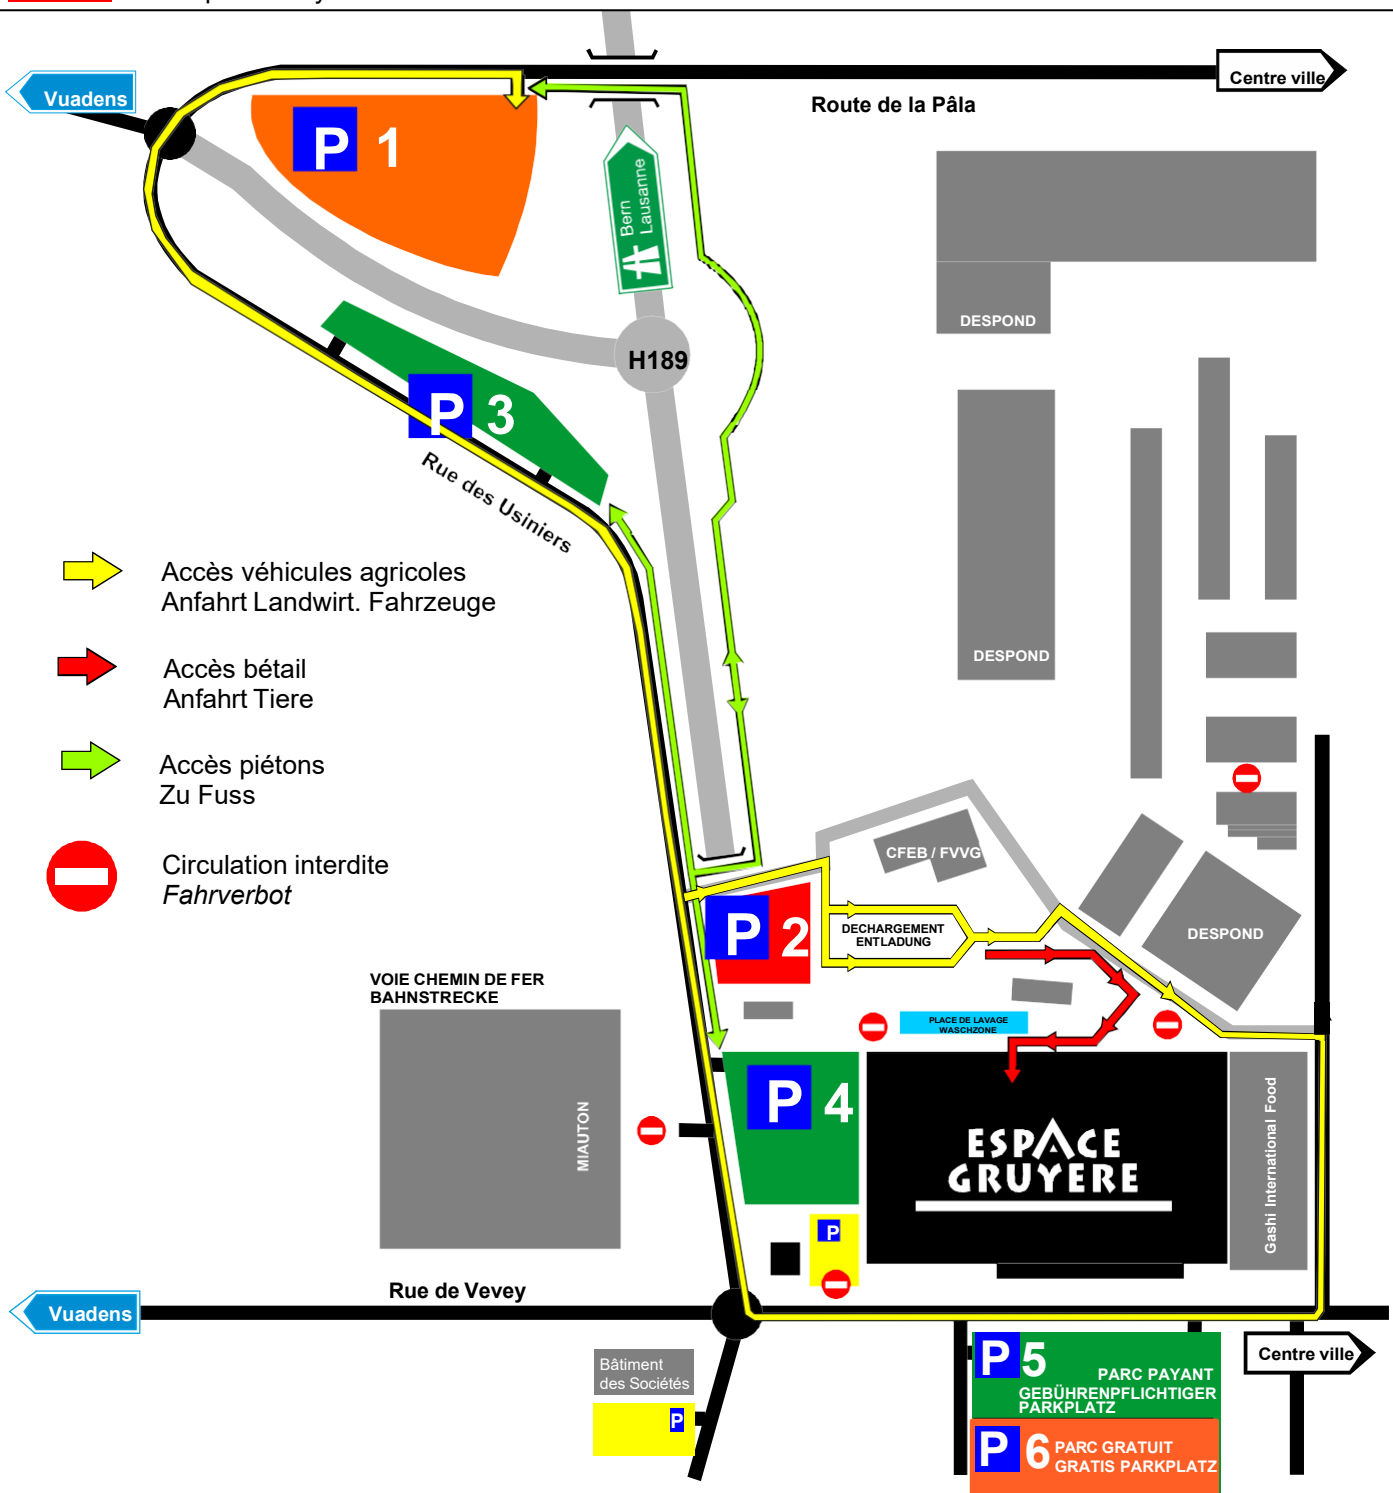 Vuadens
Centre ville
Route de la Pâla
P 1
Bern
Lausanne
DESPOND
H189
P 3
Rue des Usiniers
Accès véhicules agricoles
Anfahrt Landwirt. Fahrzeuge
DESPOND
Accès bétail
Anfahrt Tiere
Accès piétons
Zu Fuss
Circulation interdite
Fahrverbot
CFEB / FVVG
P 2
DECHARGEMENT
ENTLADUNG
DESPOND
VOIE CHEMIN DE FER
BAHNSTRECKE
PLACE DE LAVAGE
WASCHZONE
P 4
MIAUTON
ESPACE
GRUYERE
Gashi International Food
P
Rue de Vevey
Vuadens
Bâtiment
des Sociétés
P
P 5
PARC PAYANT
GEBÜHRENPFLICHTIGER
PARKPLATZ
Centre ville
P 6
PARC GRATUIT
GRATIS PARKPLATZ